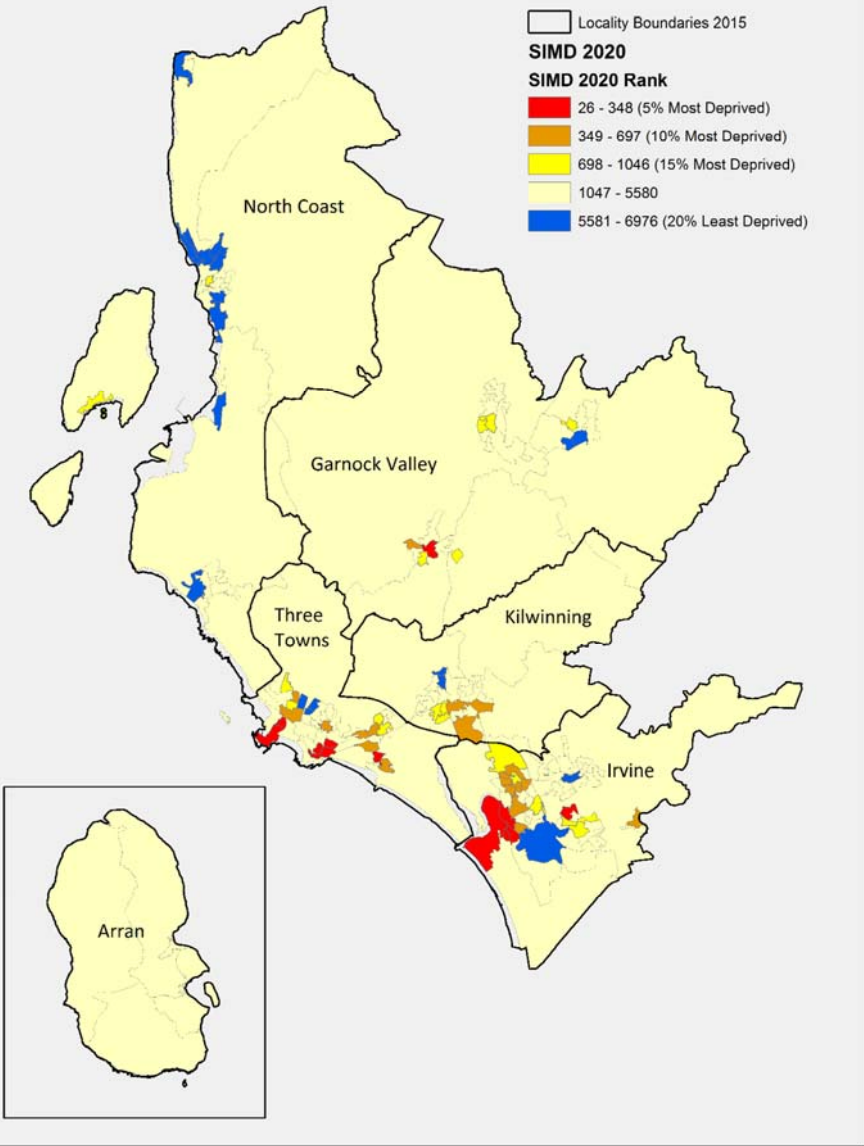 Locality Boundaries 2015
SIMD 2020
SIMD 2020 Rank
26 - 348 (5% Most Deprived)
349 - 697 (10% Most Deprived)
698 - 1046 (15% Most Deprived)
1047 - 5580
5581 - 6976 (20% Least Deprived)
North Coast
Garnock Valley
Three
Towns
Kilwinning
Irvine
Arran